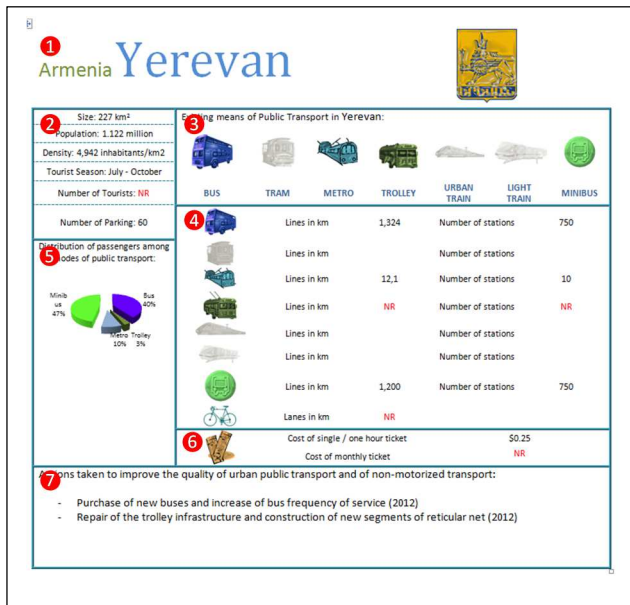 1
Armenia Yerevan
2
Size: 227 km²
Population: 1.122 million
Density: 4,942 inhabitants/km2
Tourist Season: July - October
Number of Tourists: NR
Number of Parking: 60
3
Existing means of Public Transport in Yerevan:
BUS TRAM METRO TROLLEY URBAN TRAIN LIGHT TRAIN MINIBUS
4
Lines in km 1,324 Number of stations 750
Lines in km Number of stations
Lines in km 12,1 Number of stations 10
Lines in km NR Number of stations NR
Lines in km Number of stations
Lines in km Number of stations
Lines in km 1,200 Number of stations 750
Lanes in km NR
5
Distribution of passengers among
modes of public transport:
Minib
us
47%
Bus
40%
Metro
10%
Trolley
3%
6
Cost of single / one hour ticket $0.25
Cost of monthly ticket NR
7
Actions taken to improve the quality of urban public transport and of non-motorized transport:
- Purchase of new buses and increase of bus frequency of service (2012)
- Repair of the trolley infrastructure and construction of new segments of reticular net (2012)